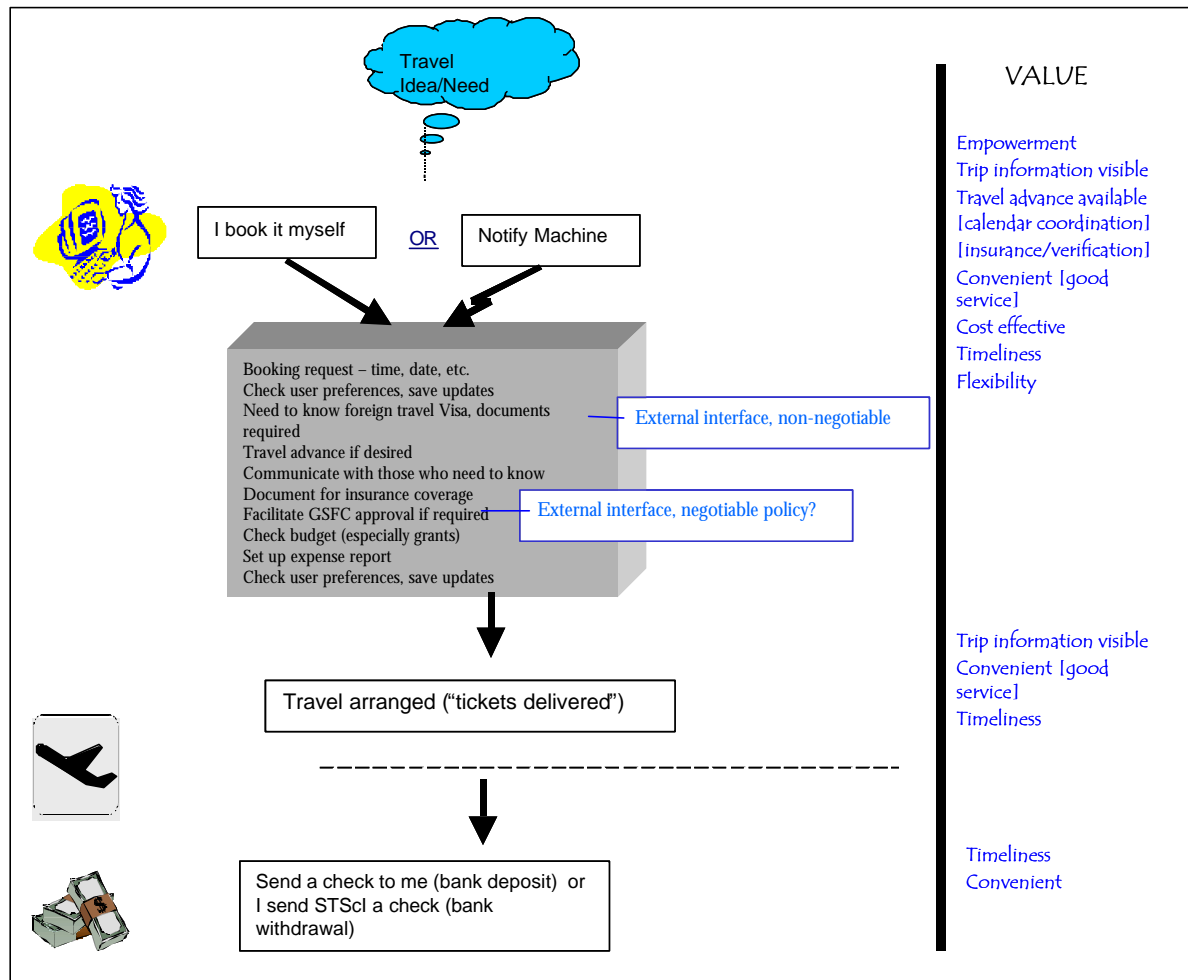 Travel
Idea/Need
VALUE
Empowerment
Trip information visible
Travel advance available
[calendar coordination]
[insurance/verification]
Convenient [good
service]
Cost effective
Timeliness
Flexibility
I book it myself
OR
Notify Machine
Booking request – time, date, etc.
Check user preferences, save updates
Need to know foreign travel Visa, documents
required
Travel advance if desired
Communicate with those who need to know
Document for insurance coverage
Facilitate GSFC approval if required
Check budget (especially grants)
Set up expense report
Check user preferences, save updates
External interface, non-negotiable
External interface, negotiable policy?
Travel arranged (“tickets delivered”)
Trip information visible
Convenient [good
service]
Timeliness
Send a check to me (bank deposit) or
I send STScI a check (bank
withdrawal)
Timeliness
Convenient
$